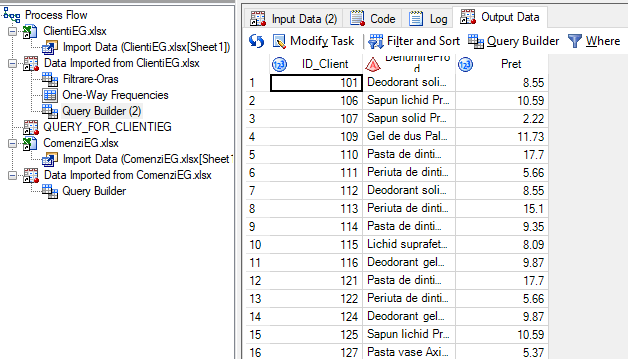 Process Flow
ClientiEG.xlsx
Import Data (ClientiEG.xlsx[Sheet1])
Data Imported from ClientiEG.xlsx
Filtrare-Oras
One-Way Frequencies
Query Builder (2)
QUERY_FOR_CLIENTIEG
ComenziEG.xlsx
Import Data (ComenziEG.xlsx[Sheet1
Data Imported from ComenziEG.xlsx
Query Builder
Input Data (2) Code Log Output Data
Modify Task Filter and Sort Query Builder Where
ID_Client DenumireProd Pret
1 101 Deodorant soli... 8.55
2 106 Sapun lichid Pr... 10.59
3 107 Sapun solid Pr... 2.22
4 109 Gel de dus Pal... 11.73
5 110 Pasta de dinti... 17.7
6 111 Periuta de dinti... 5.66
7 112 Deodorant soli... 8.55
8 113 Periuta de dinti... 15.1
9 114 Pasta de dinti... 9.35
10 115 Lichid suprafet... 8.09
11 116 Deodorant gel... 9.87
12 121 Pasta de dinti... 17.7
13 122 Periuta de dinti... 5.66
14 124 Deodorant gel... 9.87
15 125 Sapun lichid Pr... 10.59
16 127 Pasta vase Axi... 5.37